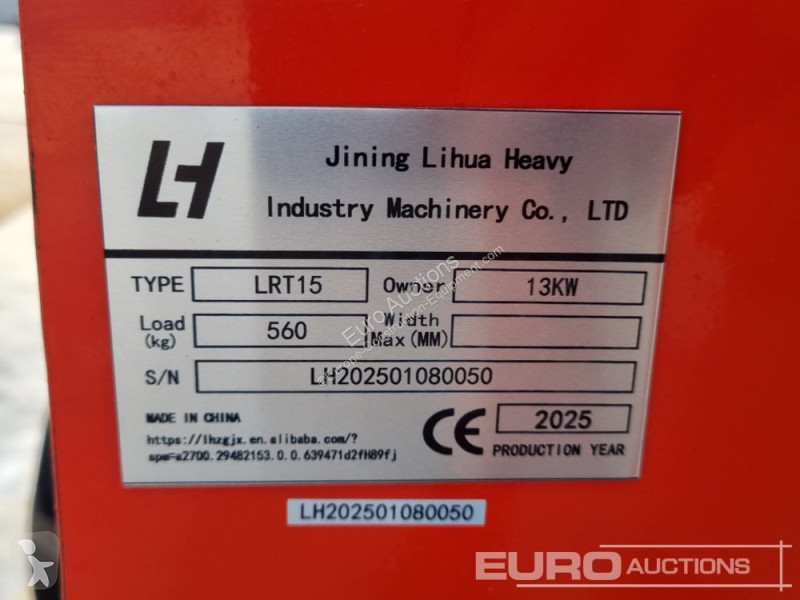 LH
Jining Lihua Heavy
Industry Machinery Co., LTD
TYPE LRT15 Owner 13KW
Load (kg) 560 Width Max(MM)
S/N LH202501080050
MADE IN CHINA
https://lhzgjx.en.alibaba.com/?
spm=a2700.29482153.0.0.639471d2fH89fj
CE 2025
PRODUCTION YEAR
LH202501080050
Euro Auctions
EURO AUCTIONS